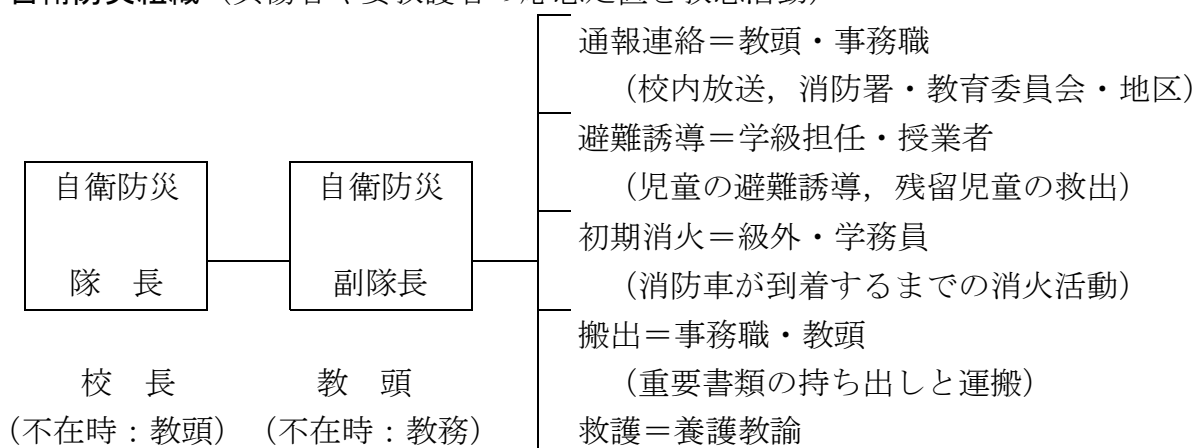 自衛防災組織（負傷者や要救護者の応急処置と救急活動）
通報連絡＝教頭・事務職
（校内放送，消防署・教育委員会・地区）
避難誘導＝学級担任・授業者
（児童の避難誘導，残留児童の救出）
初期消火＝級外・学務員
（消防車が到着するまでの消火活動）
搬出＝事務職・教頭
（重要書類の持ち出しと運搬）
救護＝養護教諭
自衛防災
隊　長
校　長
（不在時：教頭）
自衛防災
副隊長
教　頭
（不在時：教務）